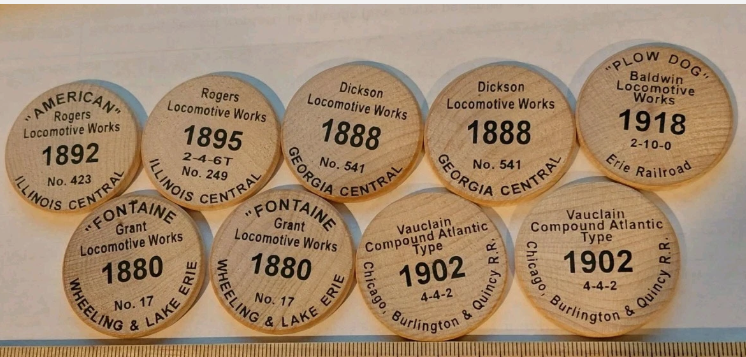 "AMERICAN"
Rogers
Locomotive Works
1892
No. 423
ILLINOIS CENTRAL
Rogers
Locomotive Works
1895
2-4-6T
No. 249
ILLINOIS CENTRAL
Dickson
Locomotive Works
1888
No. 541
GEORGIA CENTRAL
Dickson
Locomotive Works
1888
No. 541
GEORGIA CENTRAL
"PLOW DOG"
Baldwin
Locomotive
Works
1918
2-10-0
Erie Railroad
"FONTAINE
Grant
Locomotive Works
1880
No. 17
WHEELING & LAKE ERIE
"FONTAINE
Grant
Locomotive Works
1880
No. 17
WHEELING & LAKE ERIE
Vauclain
Compound Atlantic
Type
1902
4-4-2
Chicago, Burlington & Quincy R.R.
Vauclain
Compound Atlantic
Type
1902
4-4-2
Chicago, Burlington & Quincy R.R.